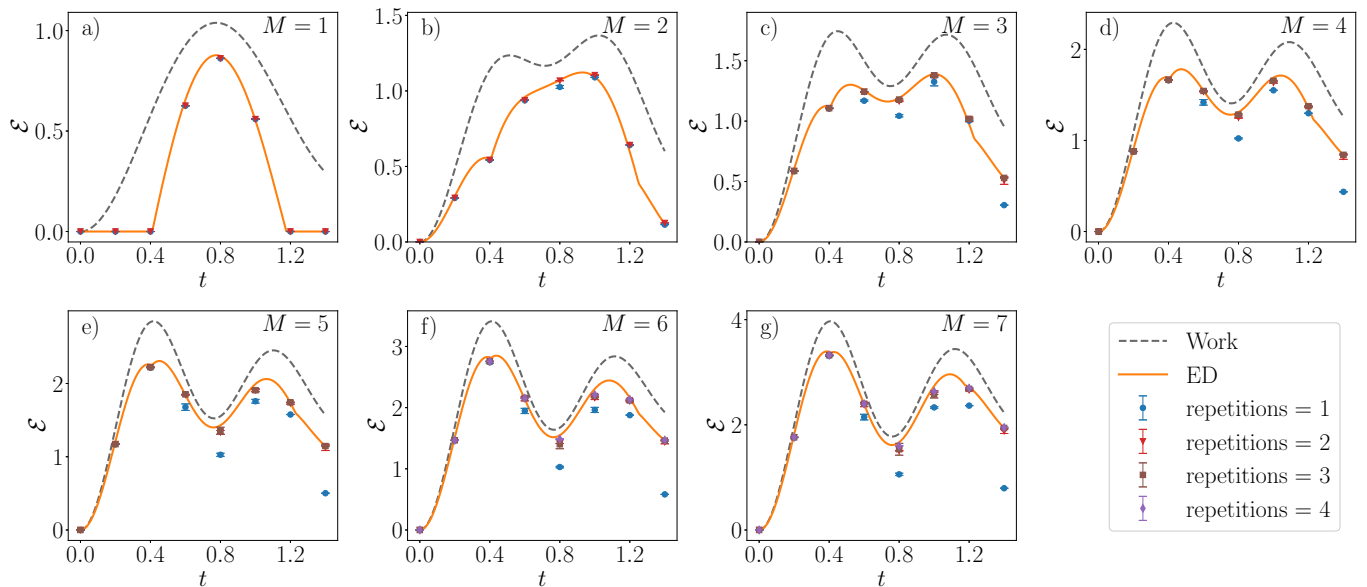 a) M = 1
1.0
0.5
0.0
ℰ
0.0 0.4 0.8 1.2
t
b) M = 2
1.5
1.0
0.5
0.0
ℰ
0.0 0.4 0.8 1.2
t
c) M = 3
1.5
1.0
0.5
0.0
ℰ
0.0 0.4 0.8 1.2
t
d) M = 4
2
1
0
ℰ
0.0 0.4 0.8 1.2
t
e) M = 5
2
1
0
ℰ
0.0 0.4 0.8 1.2
t
f) M = 6
3
2
1
0
ℰ
0.0 0.4 0.8 1.2
t
g) M = 7
4
2
0
ℰ
0.0 0.4 0.8 1.2
t
Work
ED
repetitions = 1
repetitions = 2
repetitions = 3
repetitions = 4